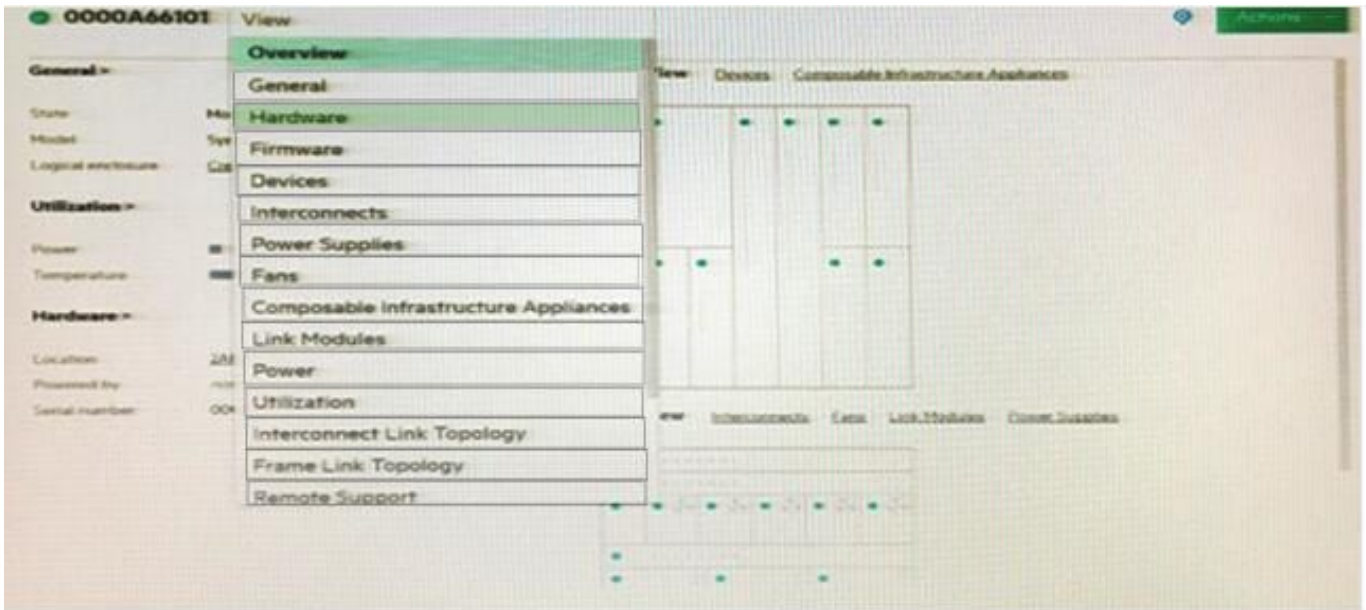 0000A66101 View Actions
Overview
General
Hardware
Firmware
Devices
Interconnects
Power Supplies
Fans
Composable Infrastructure Appliances
Link Modules
Power
Utilization
Interconnect Link Topology
Frame Link Topology
Remote Support
General
State Mo
Model Sy
Logical enclosure
Utilization
Power
Temperature
Hardware
Location
Powered by
Serial number
View Devices Composable Infrastructure Appliances
Interconnects Fans Link Modules Power Supplies